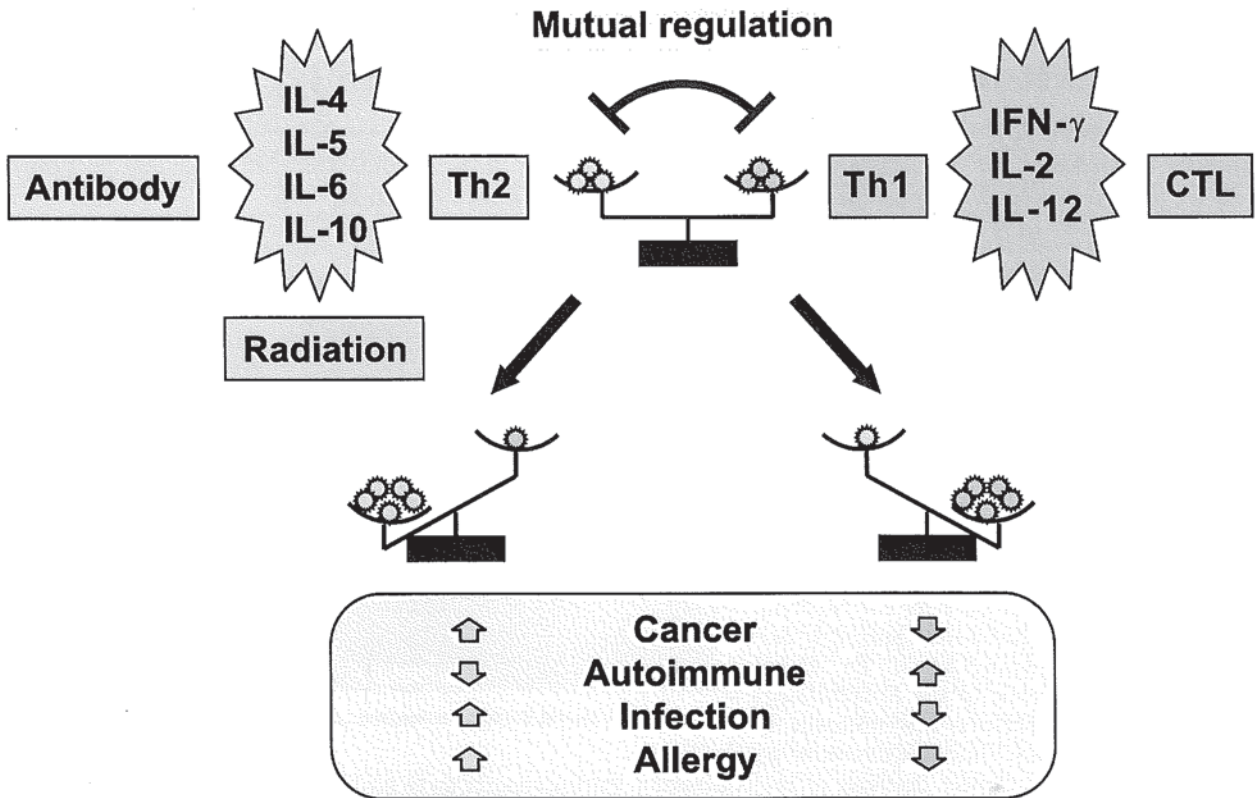 Mutual regulation
Antibody
IL-4
IL-5
IL-6
IL-10
Th2
Th1
IFN-γ
IL-2
IL-12
CTL
Radiation
Cancer
Autoimmune
Infection
Allergy